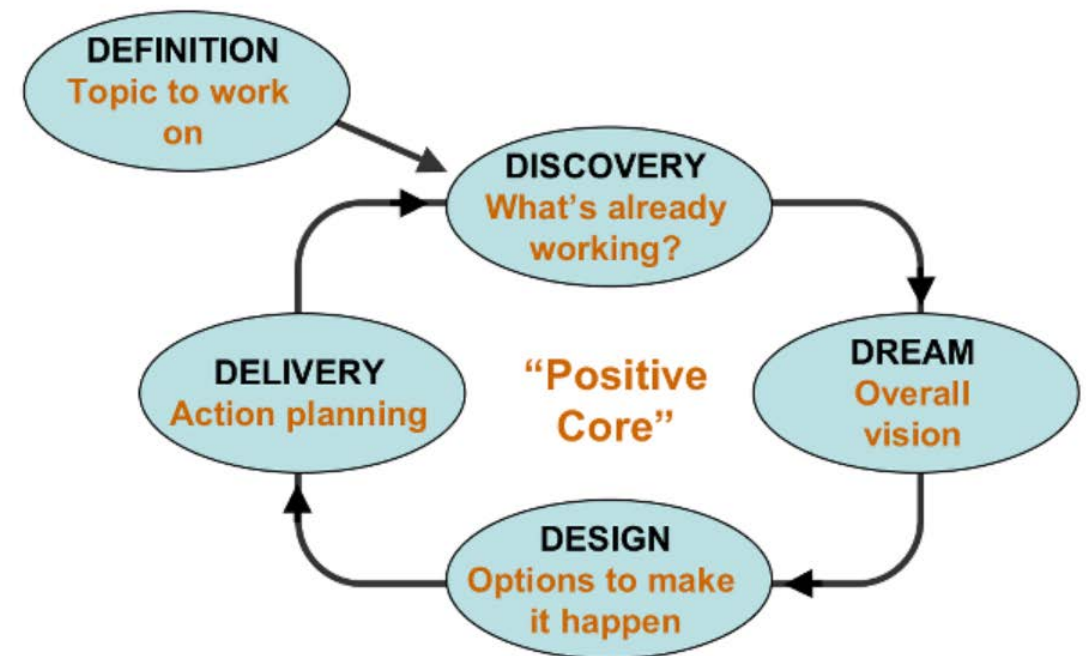 DEFINITION
Topic to work
on
DISCOVERY
What’s already
working?
DREAM
Overall
vision
DESIGN
Options to make
it happen
DELIVERY
Action planning
“Positive
Core”